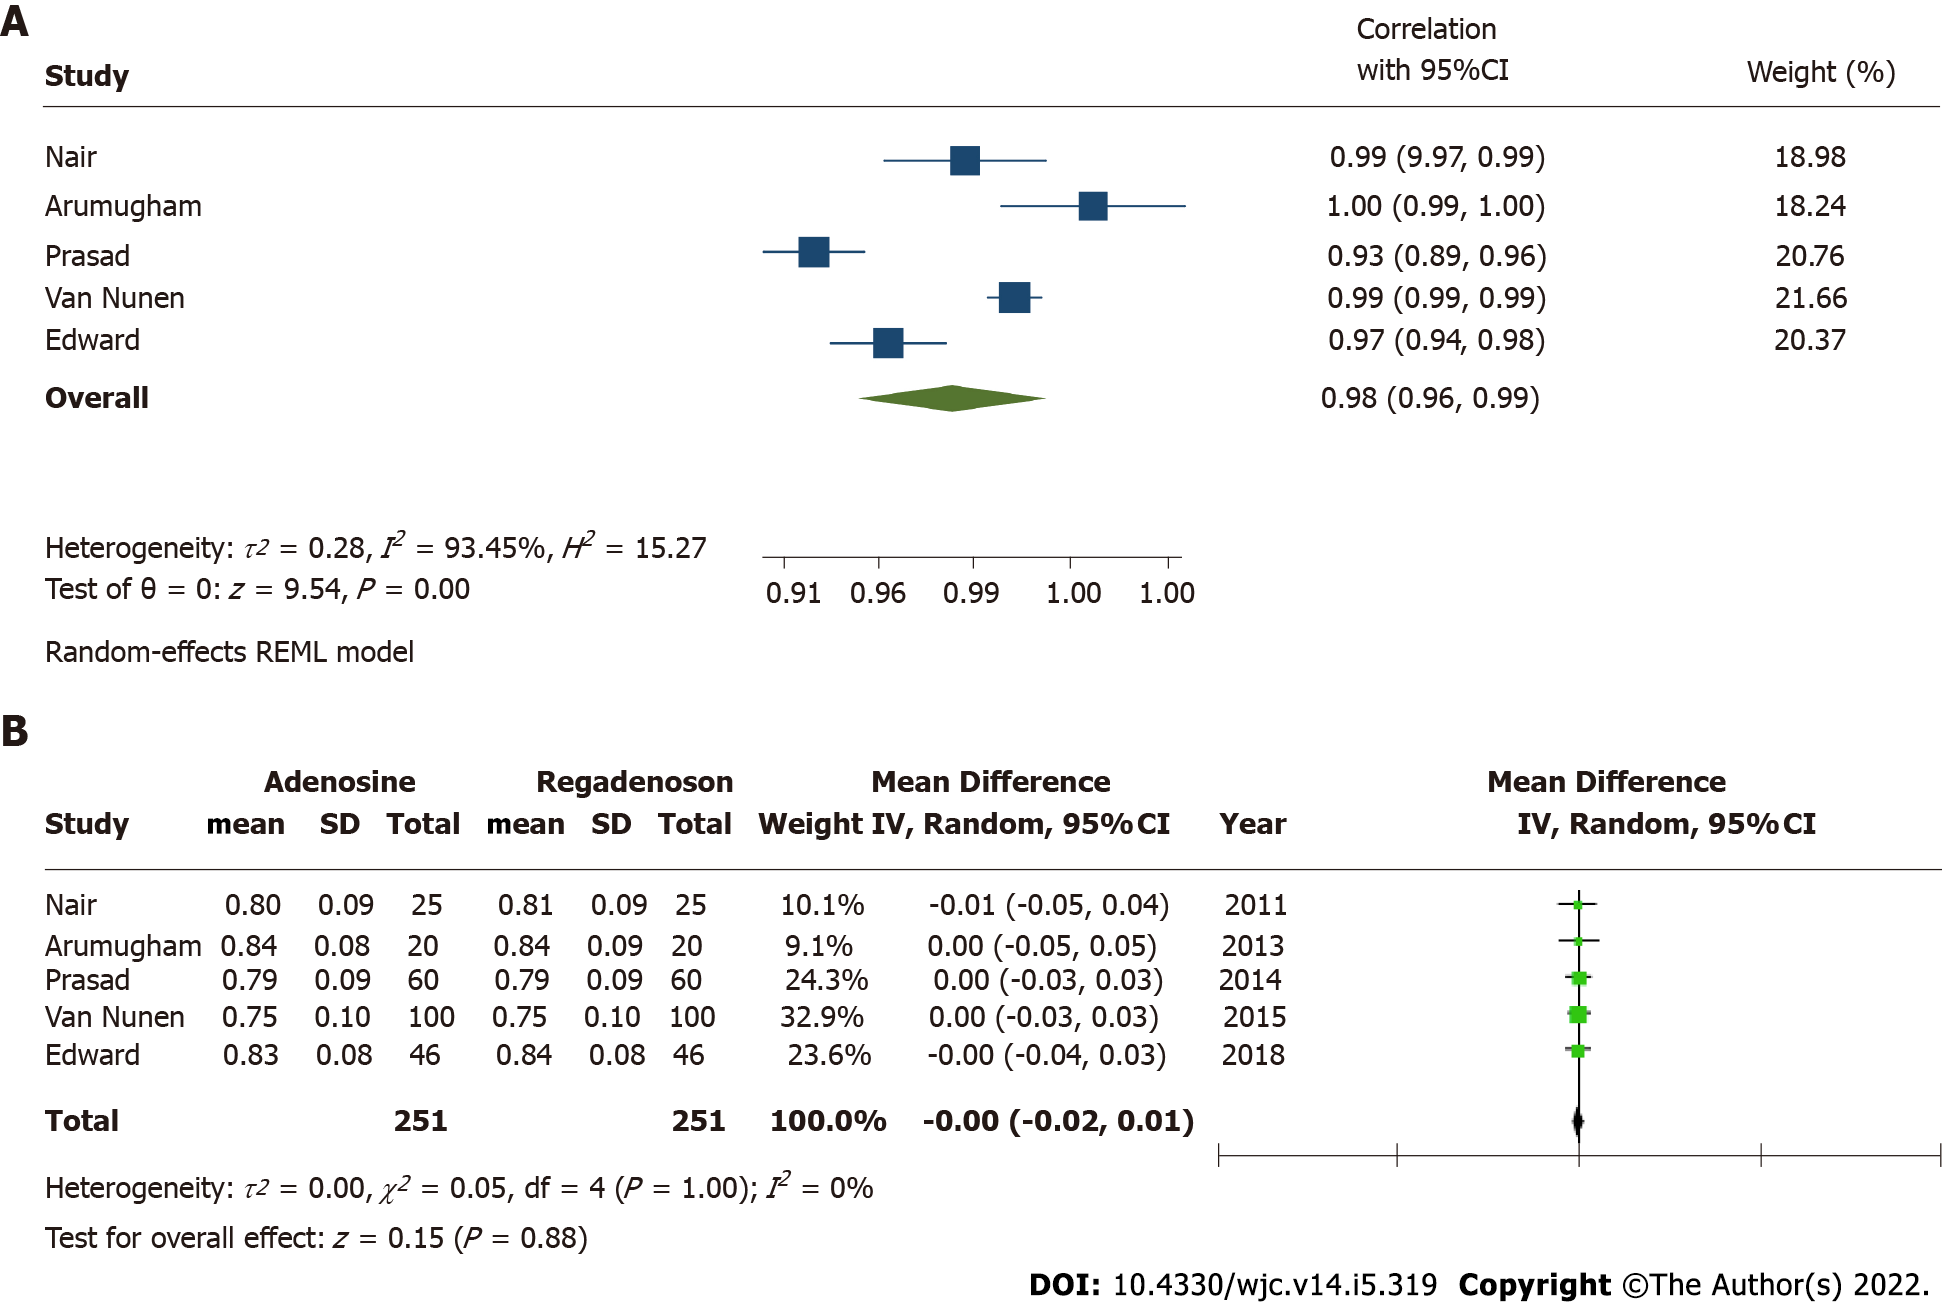 A
Study Correlation with 95%CI Weight (%)
Nair 0.99 (9.97, 0.99) 18.98
Arumugham 1.00 (0.99, 1.00) 18.24
Prasad 0.93 (0.89, 0.96) 20.76
Van Nunen 0.99 (0.99, 0.99) 21.66
Edward 0.97 (0.94, 0.98) 20.37
Overall 0.98 (0.96, 0.99)
Heterogeneity: τ² = 0.28, I² = 93.45%, H² = 15.27
Test of θ = 0: z = 9.54, P = 0.00
0.91 0.96 0.99 1.00 1.00
Random-effects REML model
B
Adenosine Regadenoson Mean Difference Mean Difference
Study mean SD Total mean SD Total Weight IV, Random, 95%CI Year IV, Random, 95%CI
Nair 0.80 0.09 25 0.81 0.09 25 10.1% -0.01 (-0.05, 0.04) 2011
Arumugham 0.84 0.08 20 0.84 0.09 20 9.1% 0.00 (-0.05, 0.05) 2013
Prasad 0.79 0.09 60 0.79 0.09 60 24.3% 0.00 (-0.03, 0.03) 2014
Van Nunen 0.75 0.10 100 0.75 0.10 100 32.9% 0.00 (-0.03, 0.03) 2015
Edward 0.83 0.08 46 0.84 0.08 46 23.6% -0.00 (-0.04, 0.03) 2018
Total 251 251 100.0% -0.00 (-0.02, 0.01)
Heterogeneity: τ² = 0.00, χ² = 0.05, df = 4 (P = 1.00); I² = 0%
Test for overall effect: z = 0.15 (P = 0.88)
DOI: 10.4330/wjc.v14.i5.319 Copyright ©The Author(s) 2022.